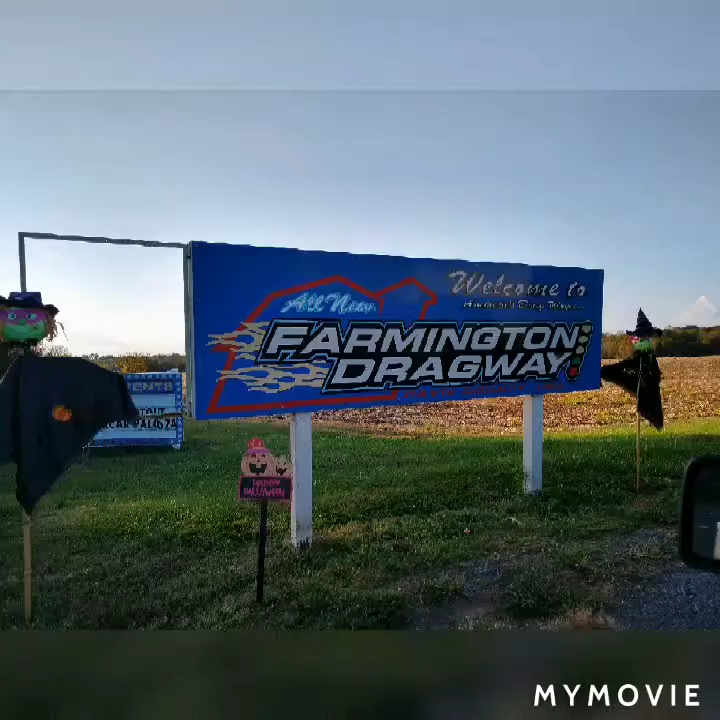 Welcome to
All New
FARMINGTON
DRAGWAY
EVENTS
HAPPY
HALLOWEEN
MYMOVIE